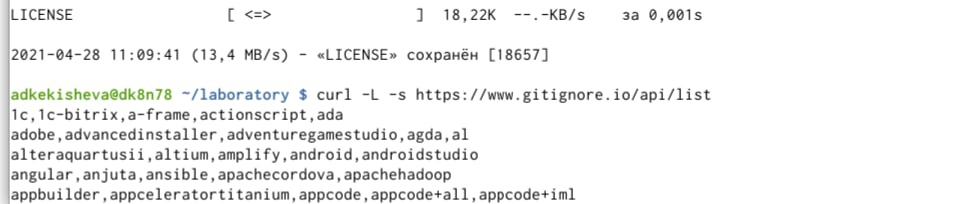 LICENSE [ <=> ] 18,22K --.-KB/s за 0,001s
2021-04-28 11:09:41 (13,4 MB/s) - «LICENSE» сохранён [18657]
adkekisheva@dk8n78 ~/laboratory $ curl -L -s https://www.gitignore.io/api/list
1c,1c-bitrix,a-frame,actionscript,ada
adobe,advancedinstaller,adventuregamestudio,agda,al
alteraquartusii,altium,amplify,android,androidstudio
angular,anjuta,ansible,apachecordova,apachehadoop
appbuilder,appceleratortitanium,appcode,appcode+all,appcode+iml